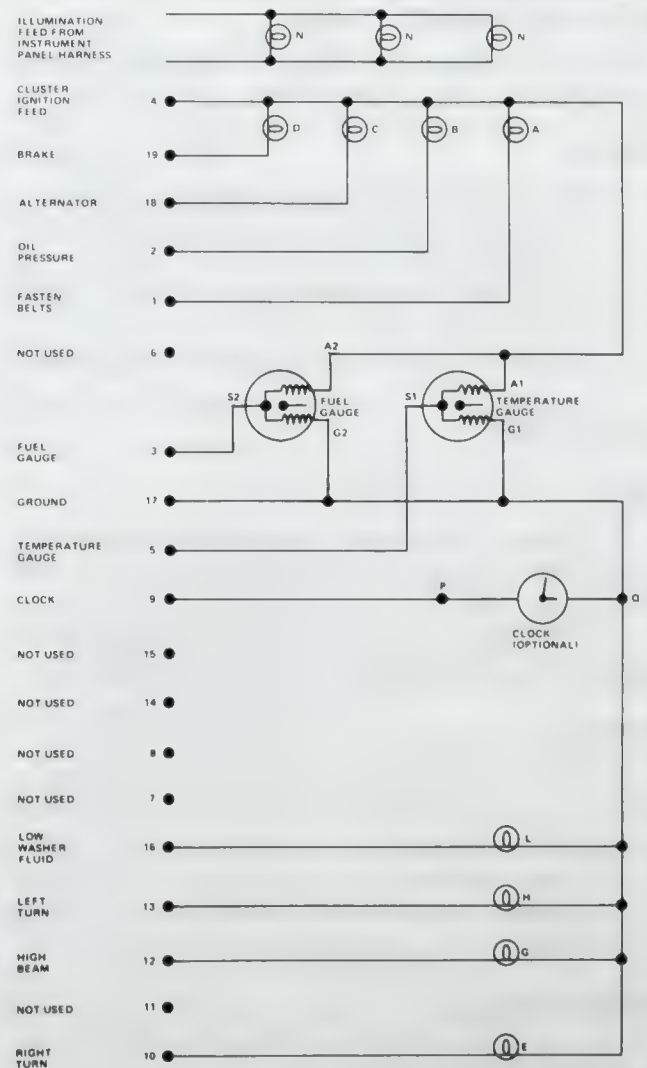 ILLUMINATION
FEED FROM
INSTRUMENT
PANEL HARNESS
N
N
N
CLUSTER
IGNITION
FEED
4
D
C
B
A
BRAKE
19
ALTERNATOR
18
OIL
PRESSURE
2
FASTEN
BELTS
1
NOT USED
6
A2
A1
S2
FUEL
GAUGE
G2
S1
TEMPERATURE
GAUGE
G1
FUEL
GAUGE
3
GROUND
17
TEMPERATURE
GAUGE
5
CLOCK
9
P
Q
CLOCK
(OPTIONAL)
NOT USED
15
NOT USED
14
NOT USED
8
NOT USED
7
LOW
WASHER
FLUID
16
L
LEFT
TURN
13
H
HIGH
BEAM
12
G
NOT USED
11
RIGHT
TURN
10
E